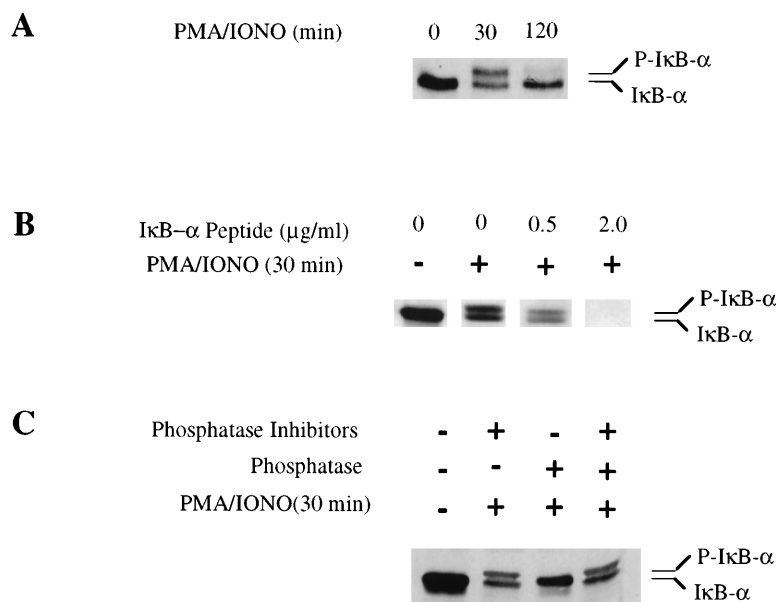 A
PMA/IONO (min) 0 30 120
P-IκB-α
IκB-α
B
IκB–α Peptide (μg/ml) 0 0 0.5 2.0
PMA/IONO (30 min) - + + +
P-IκB-α
IκB-α
C
Phosphatase Inhibitors - + - +
Phosphatase - - + +
PMA/IONO(30 min) - + + +
P-IκB-α
IκB-α